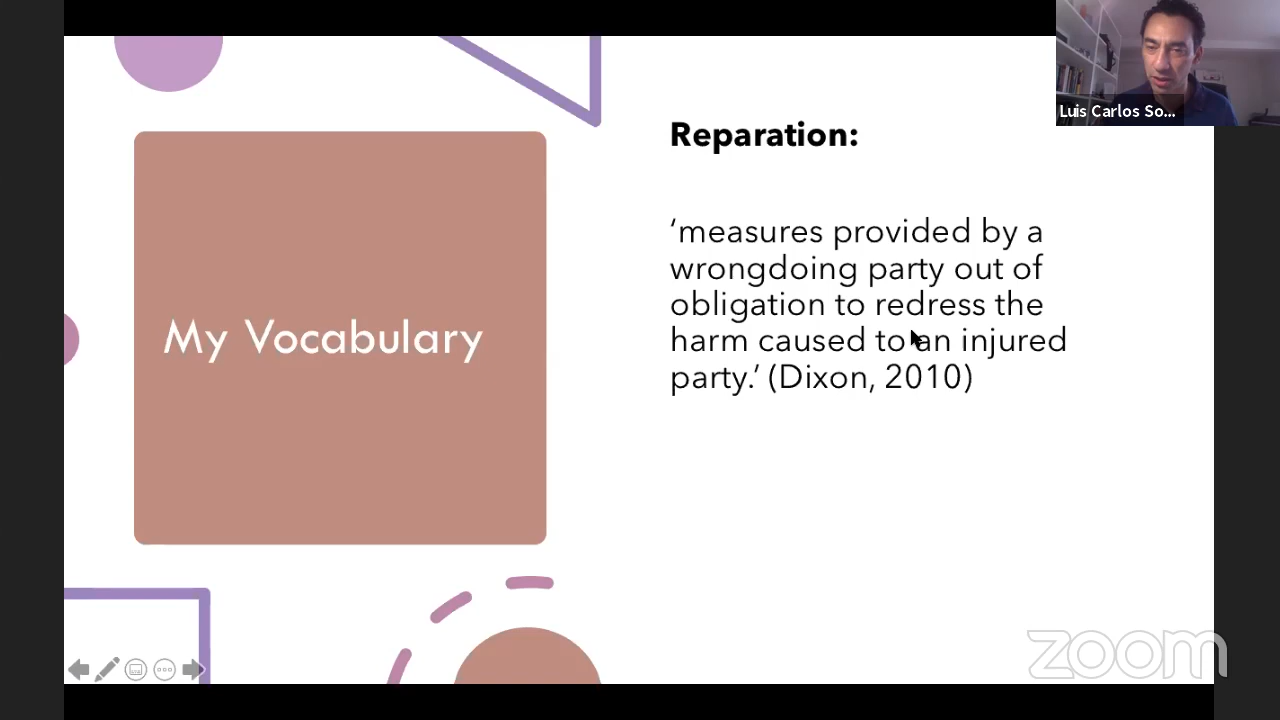 Luis Carlos So...
Reparation:
My Vocabulary
‘measures provided by a
wrongdoing party out of
obligation to redress the
harm caused to an injured
party.’ (Dixon, 2010)
zoom